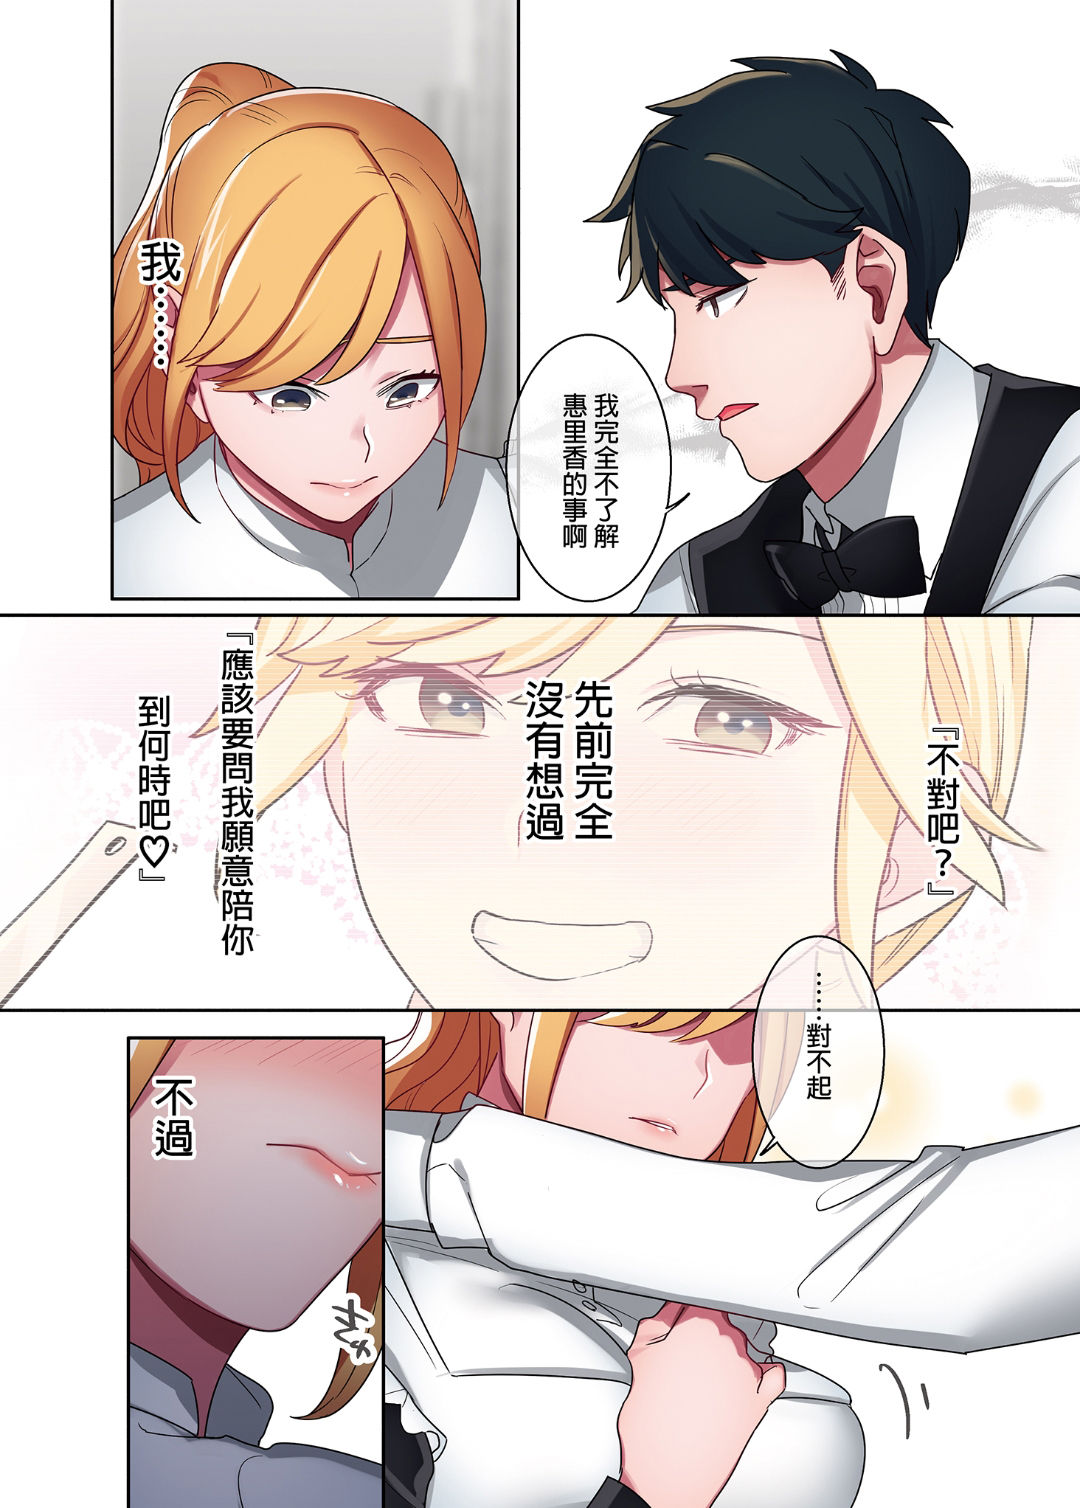 我完全不了解
惠里香的事啊
我……
『不對吧？』
先前完全
沒有想過
『應該要問我願意陪你
到何時吧♡』
……對不起
不過